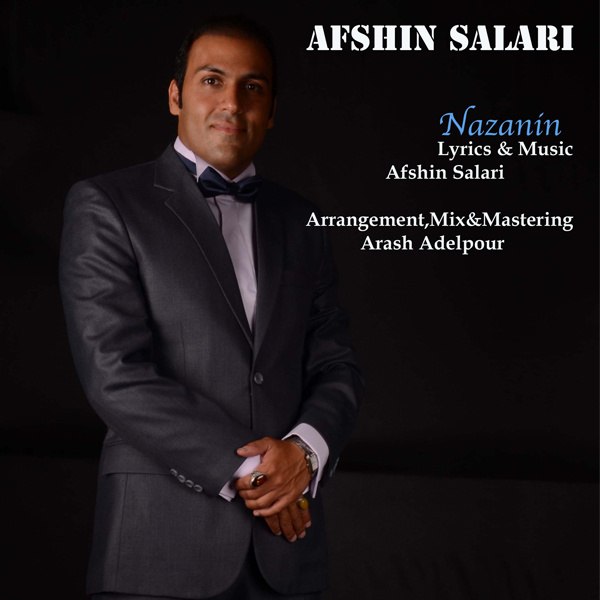 AFSHIN SALARI
Nazanin
Lyrics & Music
Afshin Salari
Arrangement,Mix&Mastering
Arash Adelpour